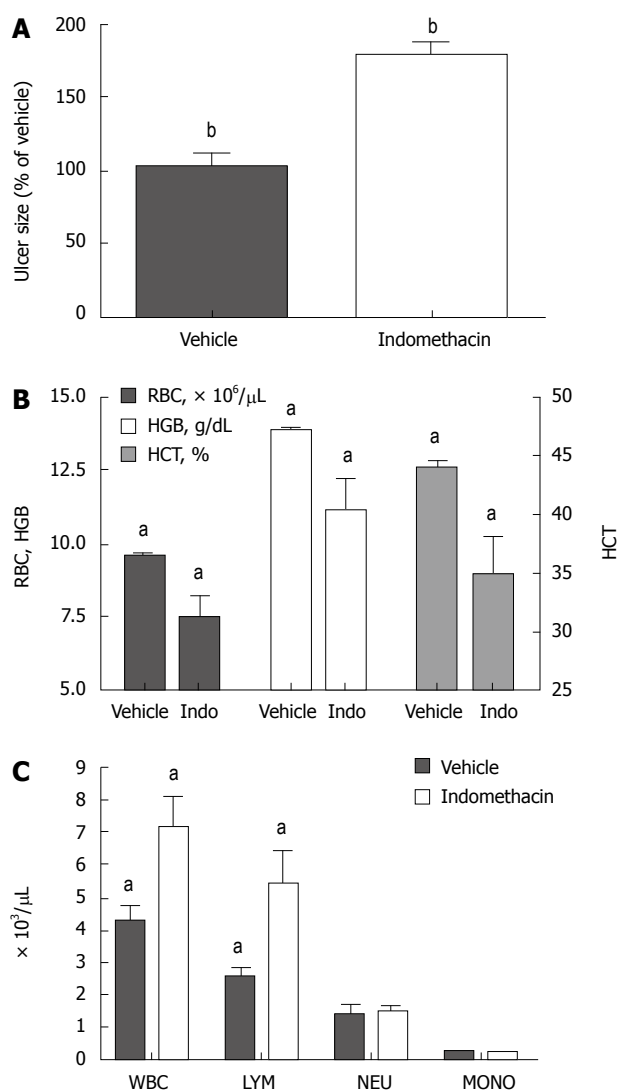 A
Ulcer size (% of vehicle)
200
150
100
50
0
b
b
Vehicle
Indomethacin
B
RBC, × 10⁶/μL
HGB, g/dL
HCT, %
RBC, HGB
15.0
12.5
10.0
7.5
5.0
a
a
a
a
a
a
50
45
40
35
30
25
HCT
Vehicle Indo
Vehicle Indo
Vehicle Indo
C
Vehicle
Indomethacin
× 10³/μL
9
8
7
6
5
4
3
2
1
0
a
a
a
a
WBC LYM NEU MONO